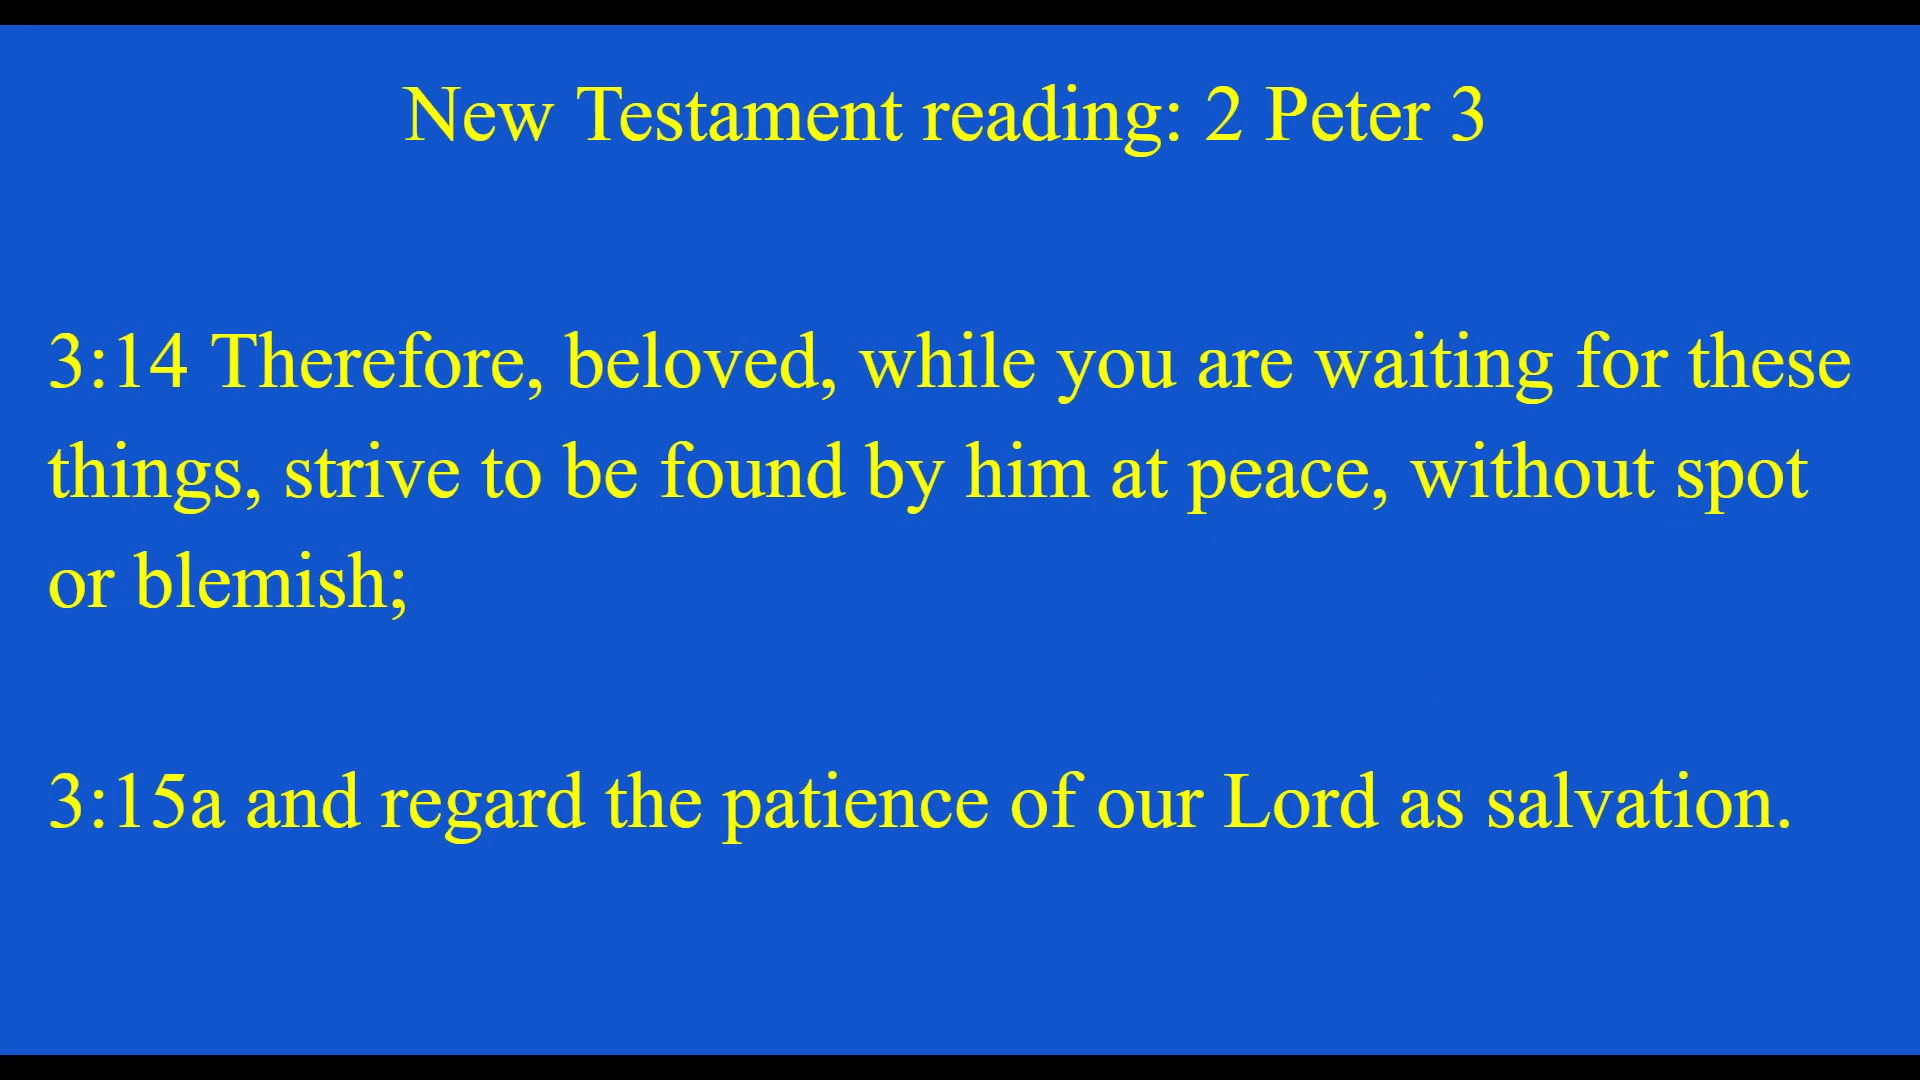 New Testament reading: 2 Peter 3
3:14 Therefore, beloved, while you are waiting for these
things, strive to be found by him at peace, without spot
or blemish;
3:15a and regard the patience of our Lord as salvation.